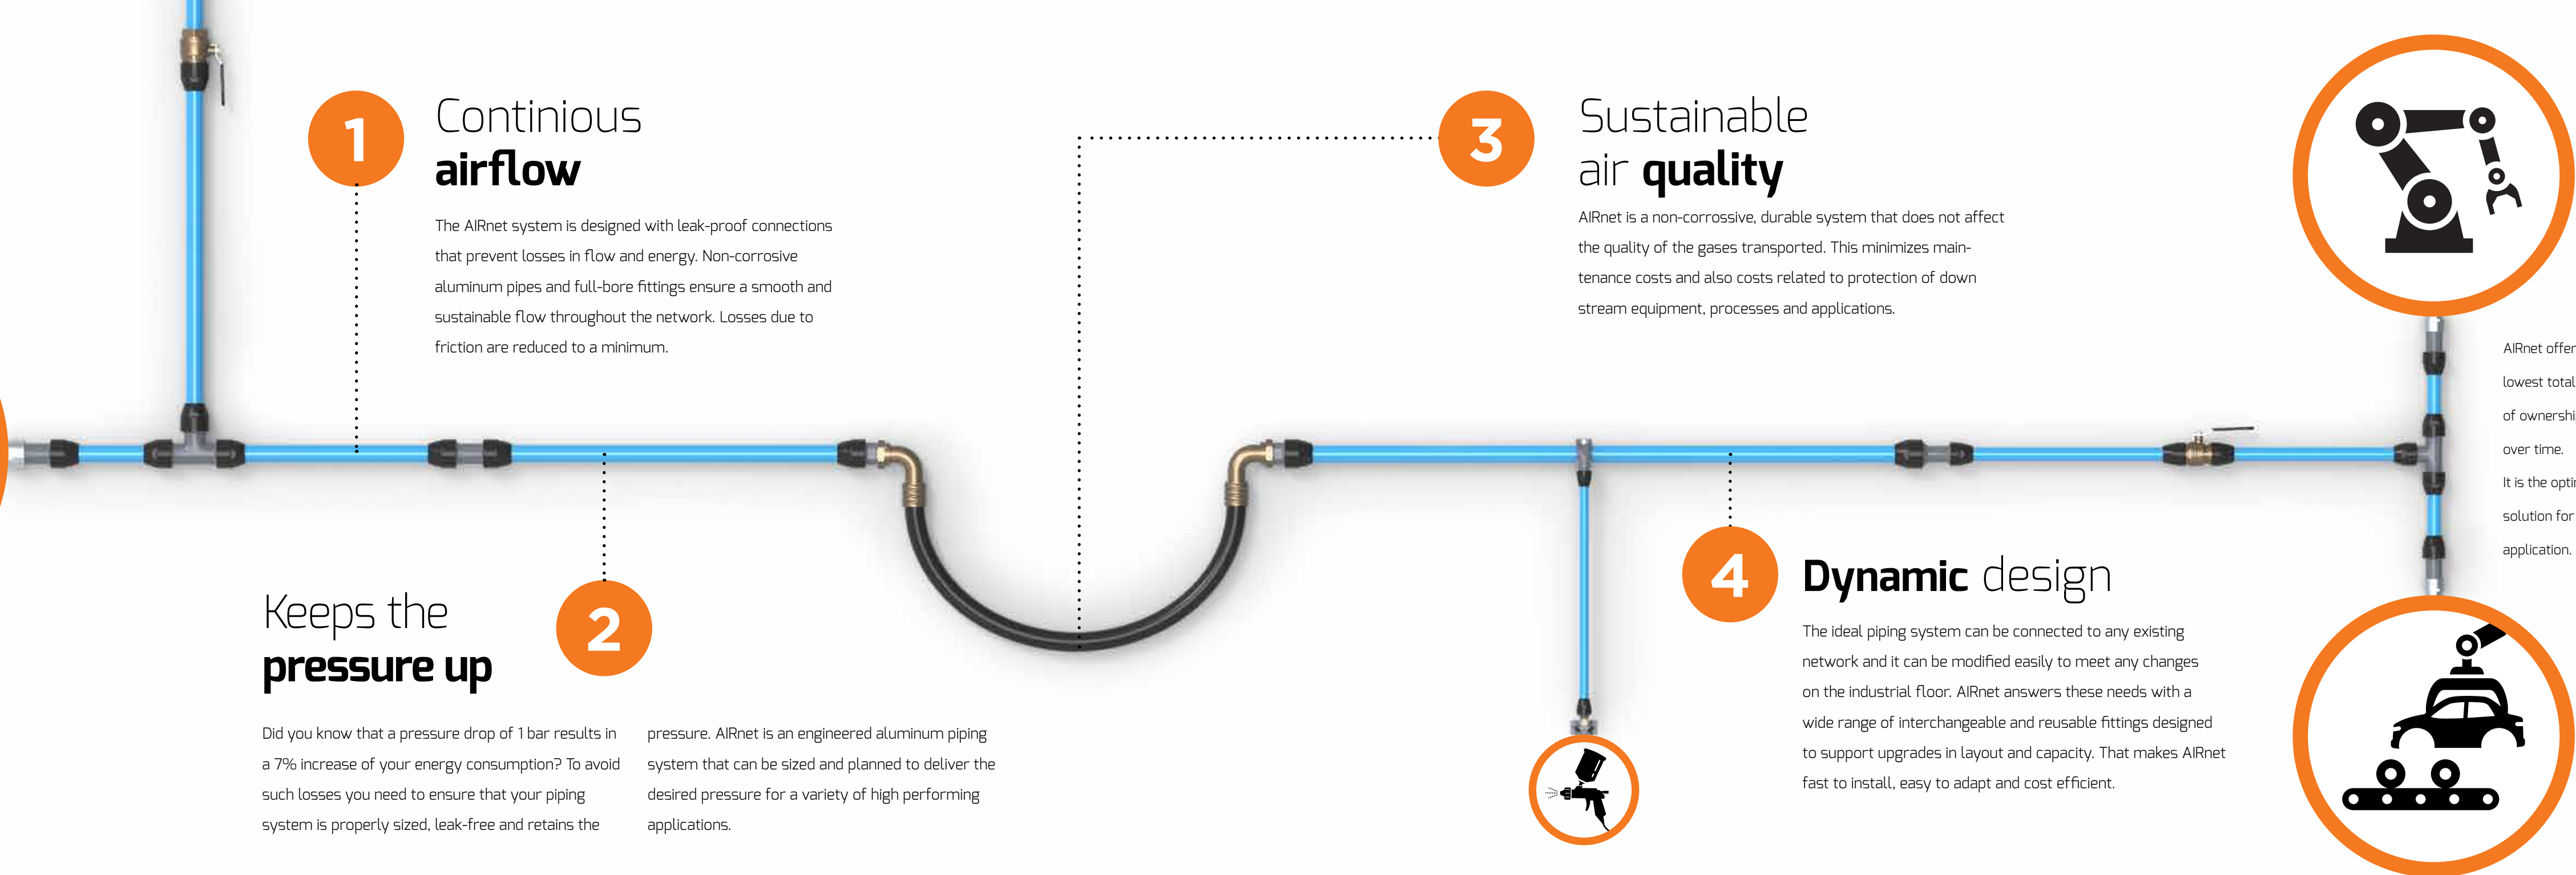 1
Continious
airflow
The AIRnet system is designed with leak-proof connections
that prevent losses in flow and energy. Non-corrosive
aluminum pipes and full-bore fittings ensure a smooth and
sustainable flow throughout the network. Losses due to
friction are reduced to a minimum.
Keeps the
pressure up
2
Did you know that a pressure drop of 1 bar results in
a 7% increase of your energy consumption? To avoid
such losses you need to ensure that your piping
system is properly sized, leak-free and retains the
pressure. AIRnet is an engineered aluminum piping
system that can be sized and planned to deliver the
desired pressure for a variety of high performing
applications.
3
Sustainable
air quality
AIRnet is a non-corrossive, durable system that does not affect
the quality of the gases transported. This minimizes main-
tenance costs and also costs related to protection of down
stream equipment, processes and applications.
4
Dynamic design
The ideal piping system can be connected to any existing
network and it can be modified easily to meet any changes
on the industrial floor. AIRnet answers these needs with a
wide range of interchangeable and reusable fittings designed
to support upgrades in layout and capacity. That makes AIRnet
fast to install, easy to adapt and cost efficient.
AIRnet
lowest total
of
over time.
It is the
solution for
application.